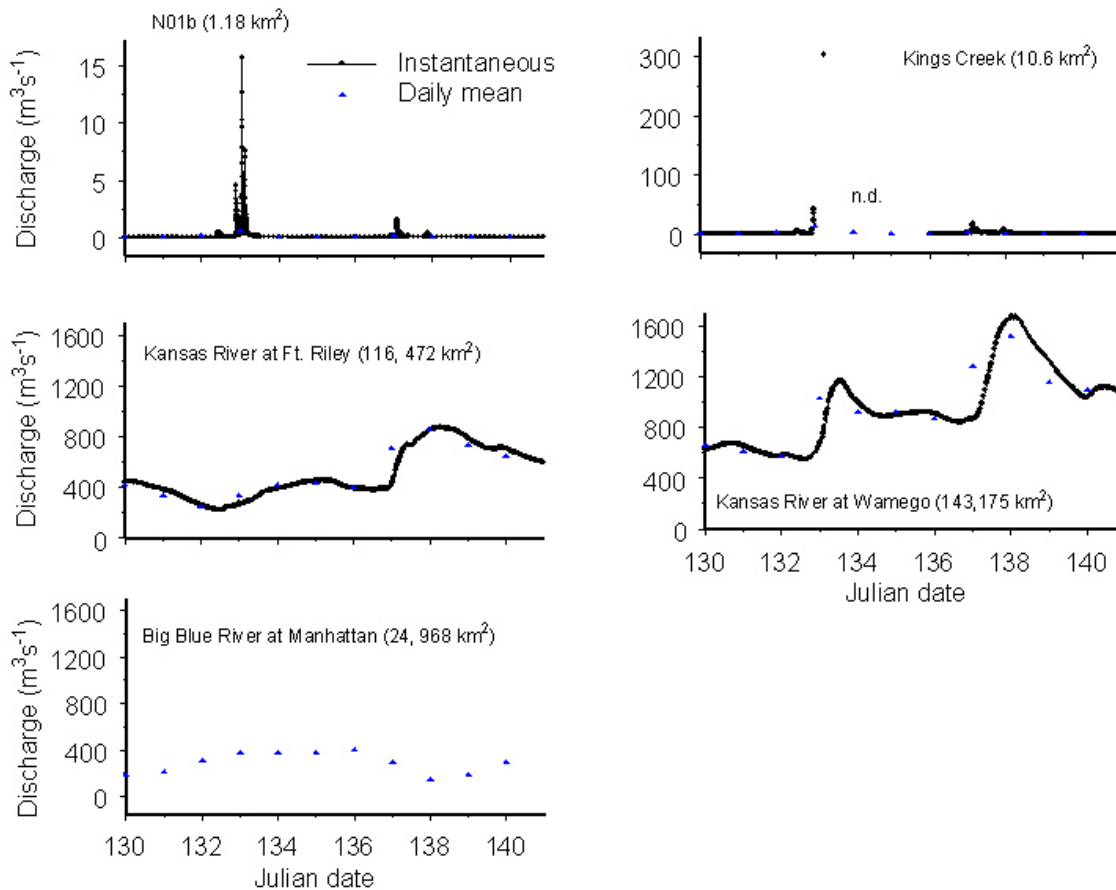 N01b (1.18 km²)
Discharge (m³s⁻¹)
15
10
5
0
Instantaneous
Daily mean
Kings Creek (10.6 km²)
300
200
100
0
n.d.
Discharge (m³s⁻¹)
1600
1200
800
400
0
Kansas River at Ft. Riley (116, 472 km²)
1600
1200
800
400
0
Kansas River at Wamego (143,175 km²)
130 132 134 136 138 140
Julian date
Discharge (m³s⁻¹)
1600
1200
800
400
0
Big Blue River at Manhattan (24, 968 km²)
130 132 134 136 138 140
Julian date